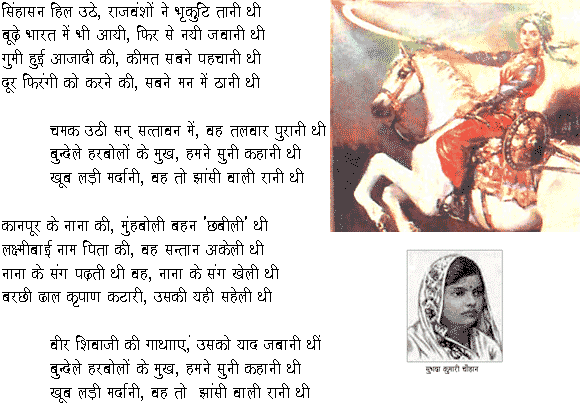 सिंहासन हिल उठे, राजवंशों ने भृकुटि तानी थी
बूढ़े भारत में भी आयी, फिर से नयी जवानी थी
गुमी हुई आजादी की, कीमत सबने पहचानी थी
दूर फिरंगी को करने की, सबने मन में ठानी थी
चमक उठी सन् सत्तावन में, वह तलवार पुरानी थी
बुन्देले हरबोलों के मुख, हमने सुनी कहानी थी
खूब लड़ी मर्दानी, वह तो झांसी वाली रानी थी
कानपूर के नाना की, मुंहबोली बहन 'छबीली' थी
लक्ष्मीबाई नाम पिता की, वह सन्तान अकेली थी
नाना के संग पढ़ती थी वह, नाना के संग खेली थी
बरछी ढाल कृपाण कटारी, उसकी यही सहेली थी
वीर शिवाजी की गाथााएं, उसको याद जबानी थीं
बुन्देले हरबोलों के मुख, हमने सुनी कहानी थी
खूब लड़ी मर्दानी, वह तो झांसी वाली रानी थी
सुभद्रा कुमारी चौहान